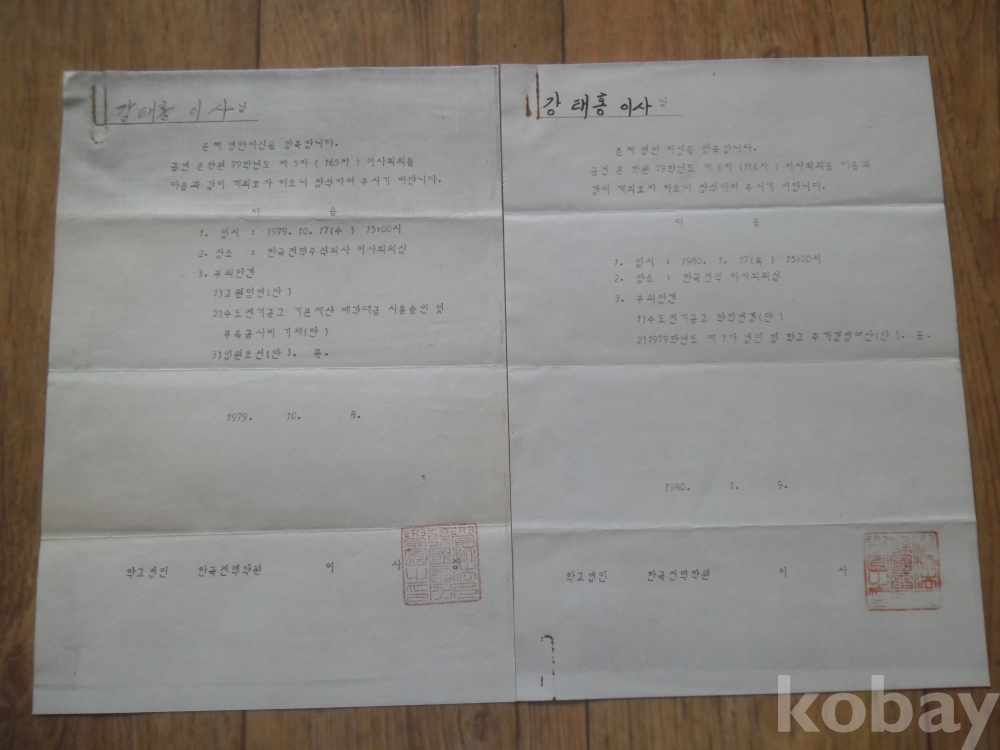 강태홍 이사 님
존체 평안하심을 앙축합니다.
금번 본 학원 79학년도 제 5차 ( 165차 ) 이사회의를
다음과 같이 개최코자 하오니 참석하여 주시기 바랍니다.
다 음
1. 일시 : 1979. 10. 17(수) 15:00시
2. 장소 : 한국전력주식회사 이사회의실
3. 부의안건
1)교원임면(안)
2)수도전기공고 기본재산 매각대금 사용승인 및
부족공사비 기채(안)
3)임원보선(안). 끝.
1979. 10. 8.
학교법인 한국전력학원 이 사 장
강태홍 이사 님
존체 평안하심을 앙축합니다.
금번 본 학원 79학년도 제 6차 (166차) 이사회의를 다음과
같이 개최코자 하오니 참석하여 주시기 바랍니다.
다 음
1. 일시 : 1980. 1. 17(목) 15:00시
2. 장소 : 한국전력 이사회의실
3. 부의안건
1)수도전기공고 학칙변경(안)
2)1979학년도 제 1차 법인 및 학교 추가경정예산(안). 끝.
1980. 1. 9.
학교법인 한국전력학원 이 사
kobay